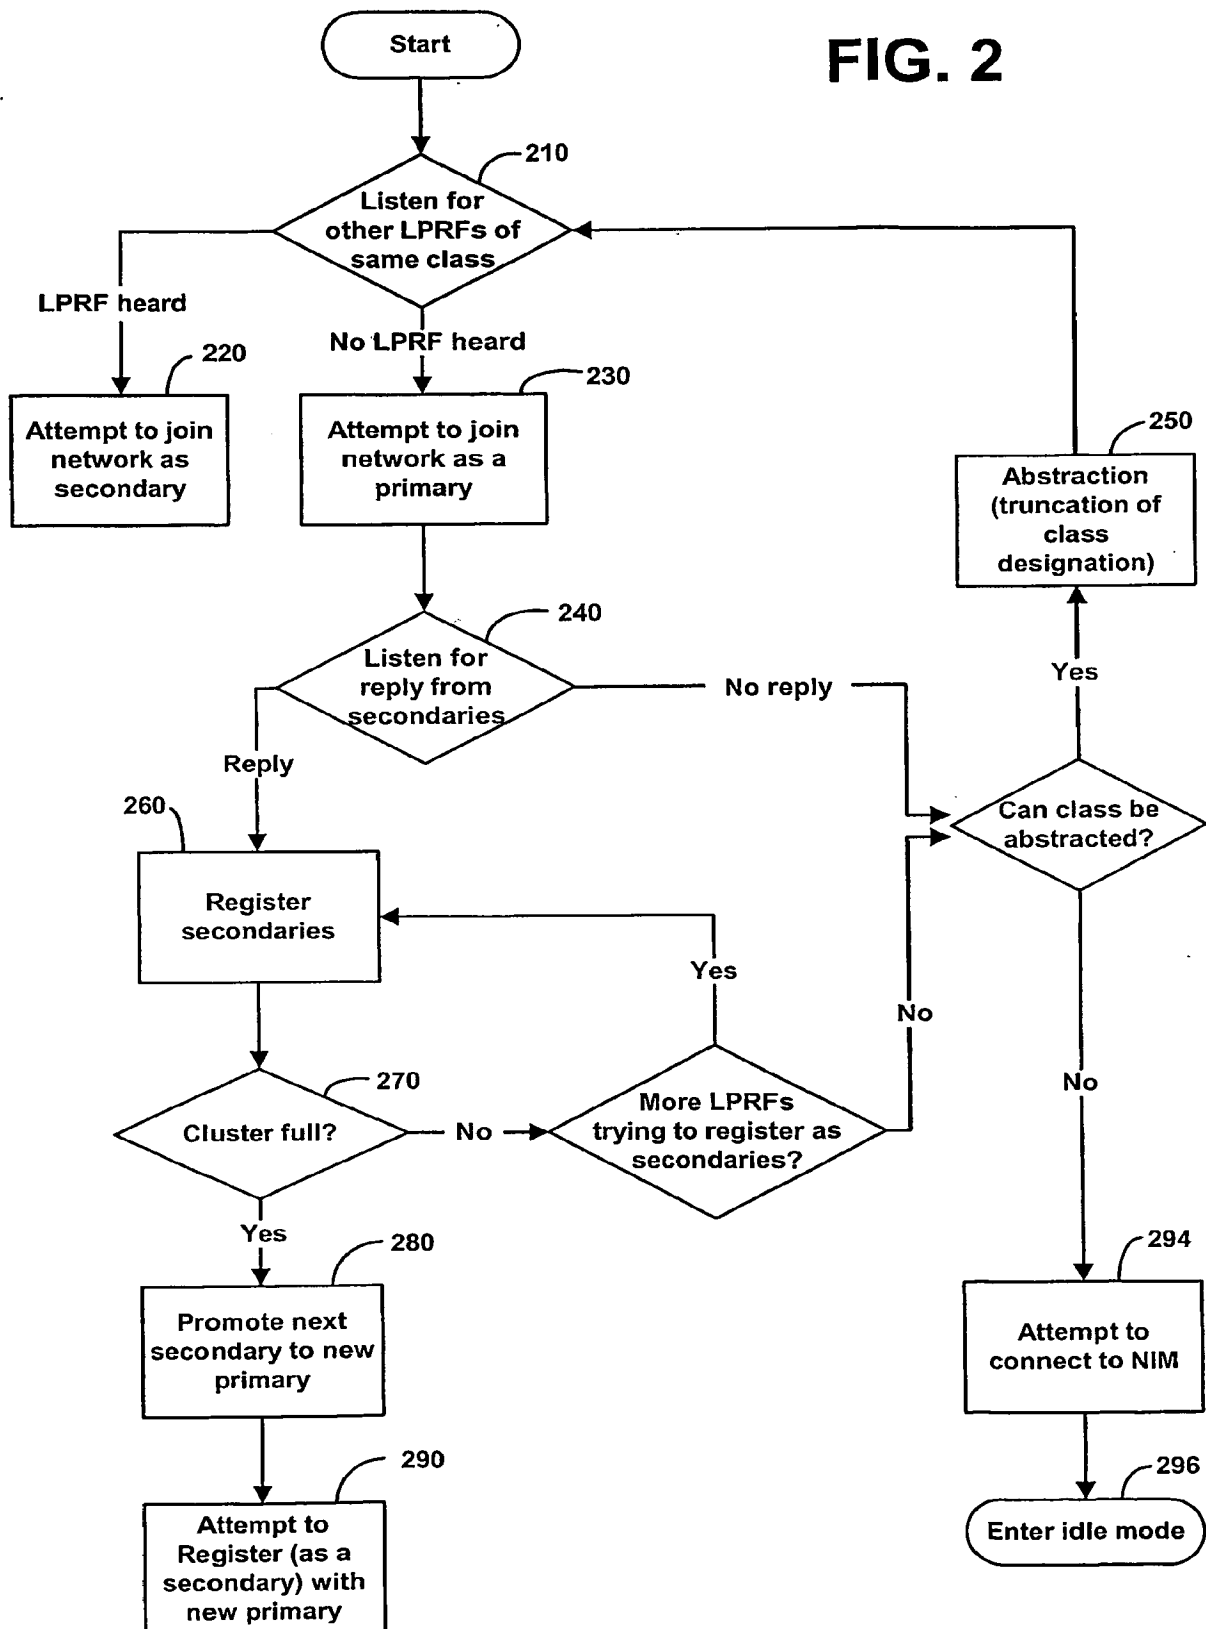 Start
FIG. 2
210
Listen for
other LPRFs of
same class
LPRF heard
No LPRF heard
220
Attempt to join
network as
secondary
230
Attempt to join
network as a
primary
250
Abstraction
(truncation of
class
designation)
240
Listen for
reply from
secondaries
No reply
Yes
Reply
Can class be
abstracted?
260
Register
secondaries
Yes
No
270
Cluster full?
No
More LPRFs
trying to register as
secondaries?
No
Yes
280
Promote next
secondary to new
primary
294
Attempt to
connect to NIM
290
Attempt to
Register (as a
secondary) with
new primary
296
Enter idle mode